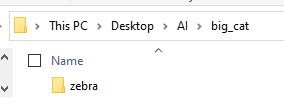 This PC > Desktop > AI > big_cat
Name
zebra